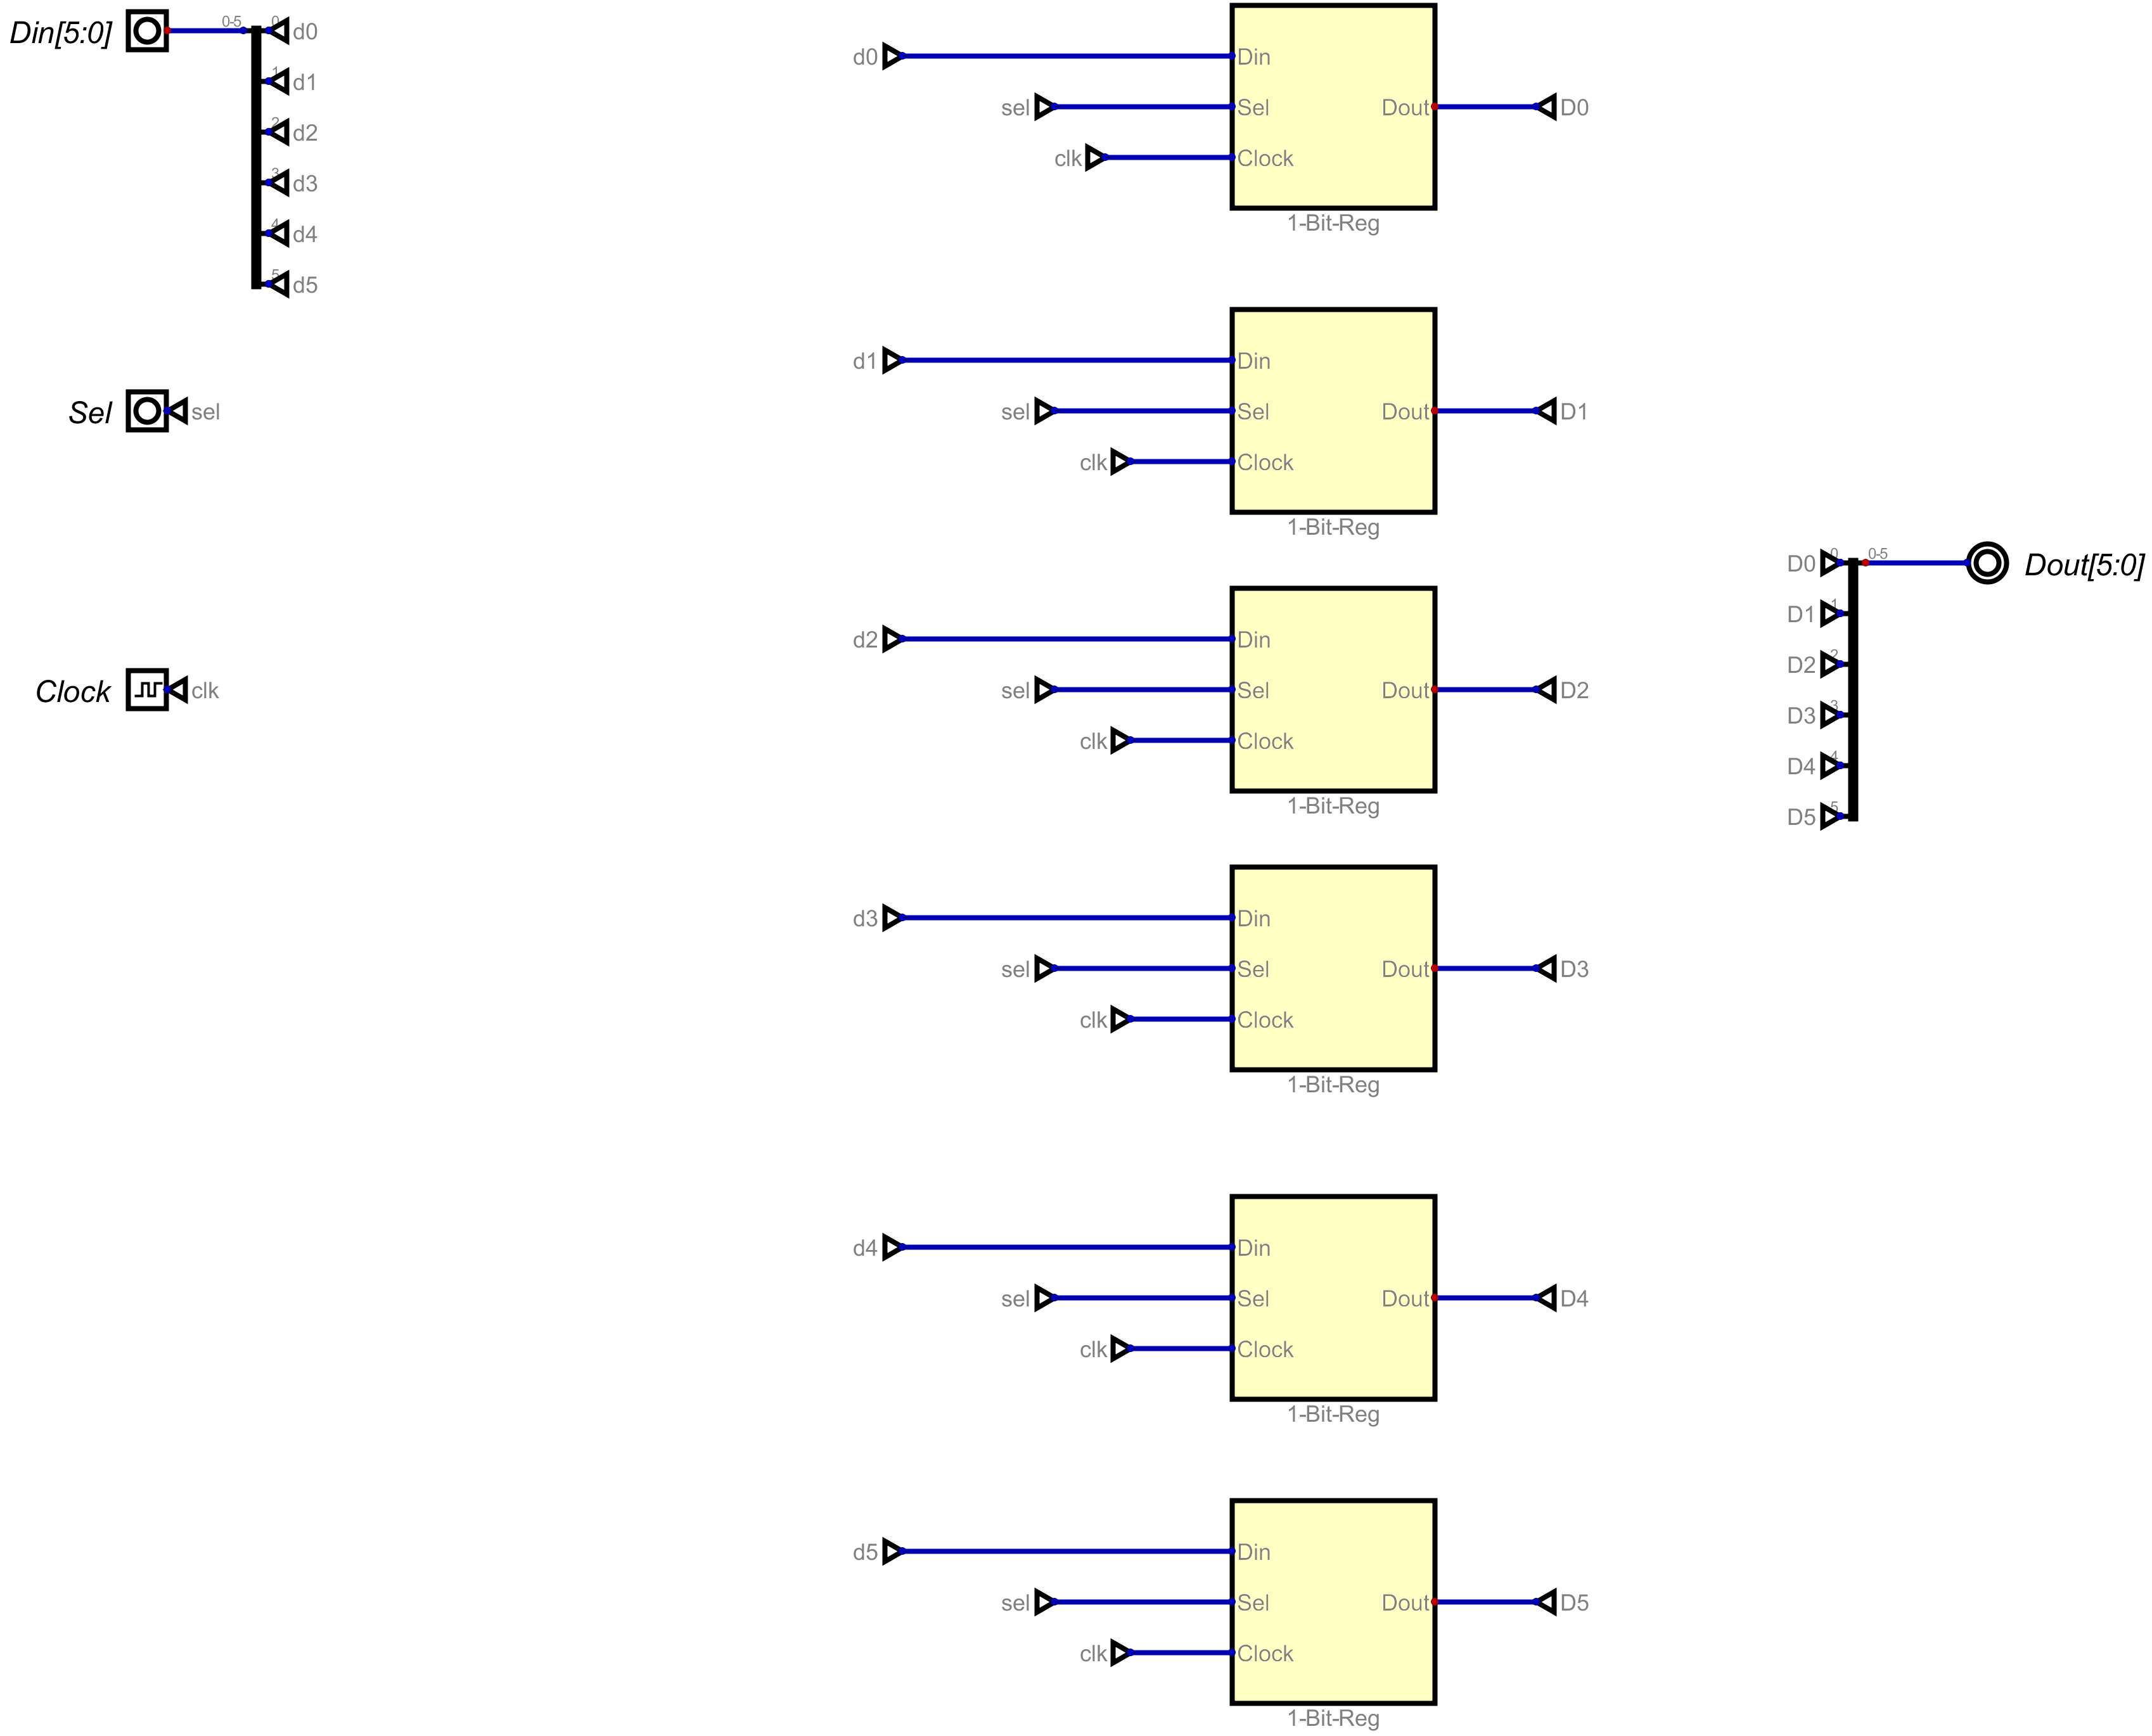 Din[5:0]
0-5
0
d0
1
d1
2
d2
3
d3
4
d4
5
d5
Sel
sel
Clock
clk
d0
Din
sel
Sel
Dout
D0
clk
Clock
1-Bit-Reg
d1
Din
sel
Sel
Dout
D1
clk
Clock
1-Bit-Reg
d2
Din
sel
Sel
Dout
D2
clk
Clock
1-Bit-Reg
d3
Din
sel
Sel
Dout
D3
clk
Clock
1-Bit-Reg
d4
Din
sel
Sel
Dout
D4
clk
Clock
1-Bit-Reg
d5
Din
sel
Sel
Dout
D5
clk
Clock
1-Bit-Reg
D0
0
0-5
Dout[5:0]
D1
1
D2
2
D3
3
D4
4
D5
5